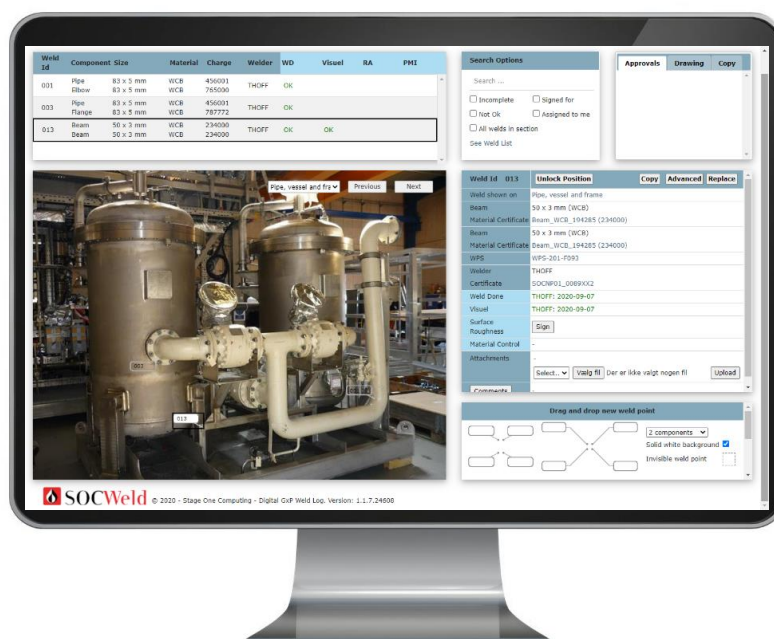 Weld Id Component Size Material Charge Welder WD Visuel RA PMI
001 Pipe 83 x 5 mm WCB 456001 THOFF OK
Elbow 83 x 5 mm WCB 765000
003 Pipe 83 x 5 mm WCB 456001 THOFF OK
Flange 83 x 5 mm WCB 787772
013 Beam 50 x 3 mm WCB 234000 THOFF OK OK
Beam 50 x 3 mm WCB 234000
Search Options
Search ...
Incomplete Signed for
Not Ok Assigned to me
All welds in section
See Weld List
Approvals Drawing Copy
Pipe, vessel and fra Previous Next
003
013
Weld Id 013 Unlock Position Copy Advanced Replace
Weld shown on Pipe, vessel and frame
Beam 50 x 3 mm (WCB)
Material Certificate Beam_WCB_194285 (234000)
Beam 50 x 3 mm (WCB)
Material Certificate Beam_WCB_194285 (234000)
WPS WPS-201-F093
Welder THOFF
Certificate SOCNP01_0089XX2
Weld Done THOFF: 2020-09-07
Visuel THOFF: 2020-09-07
Surface Roughness Sign
Material Control -
Attachments -
Select.. Vælg fil Der er ikke valgt nogen fil Upload
Comments
Drag and drop new weld point
2 components
Solid white background
Invisible weld point
SOCWeld © 2020 - Stage One Computing - Digital GxP Weld Log, Version: 1.1.7.24608